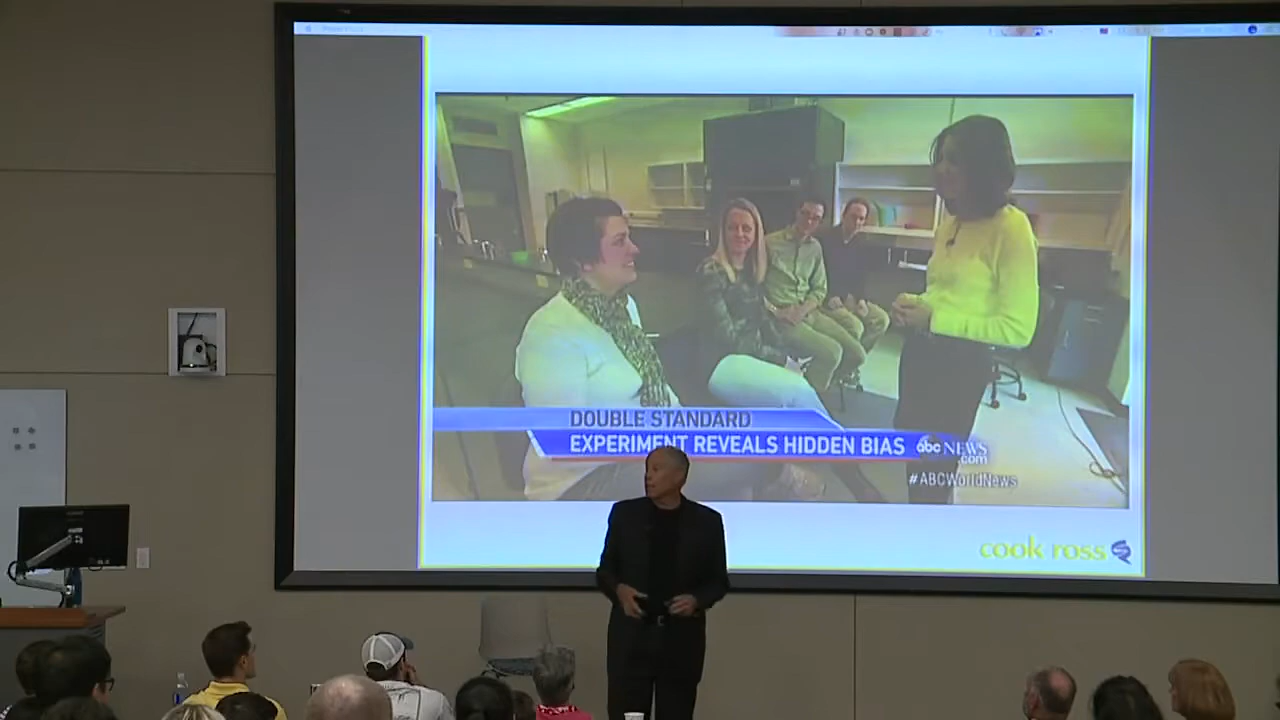 DOUBLE STANDARD
EXPERIMENT REVEALS HIDDEN BIAS
abc NEWS
.com
#ABCWorldNews
cook ross